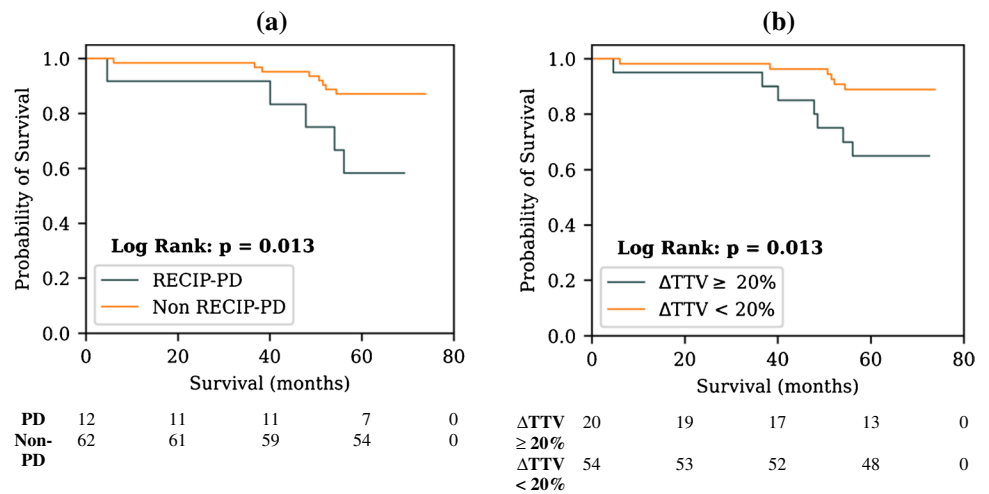 (a)
1.0
0.8
0.6
0.4
0.2
0.0
Probability of Survival
Log Rank: p = 0.013
RECIP-PD
Non RECIP-PD
0 20 40 60 80
Survival (months)
PD 12 11 11 7 0
Non- 62 61 59 54 0
PD
(b)
1.0
0.8
0.6
0.4
0.2
0.0
Probability of Survival
Log Rank: p = 0.013
ΔTTV ≥ 20%
ΔTTV < 20%
0 20 40 60 80
Survival (months)
ΔTTV 20 19 17 13 0
≥ 20%
ΔTTV 54 53 52 48 0
< 20%